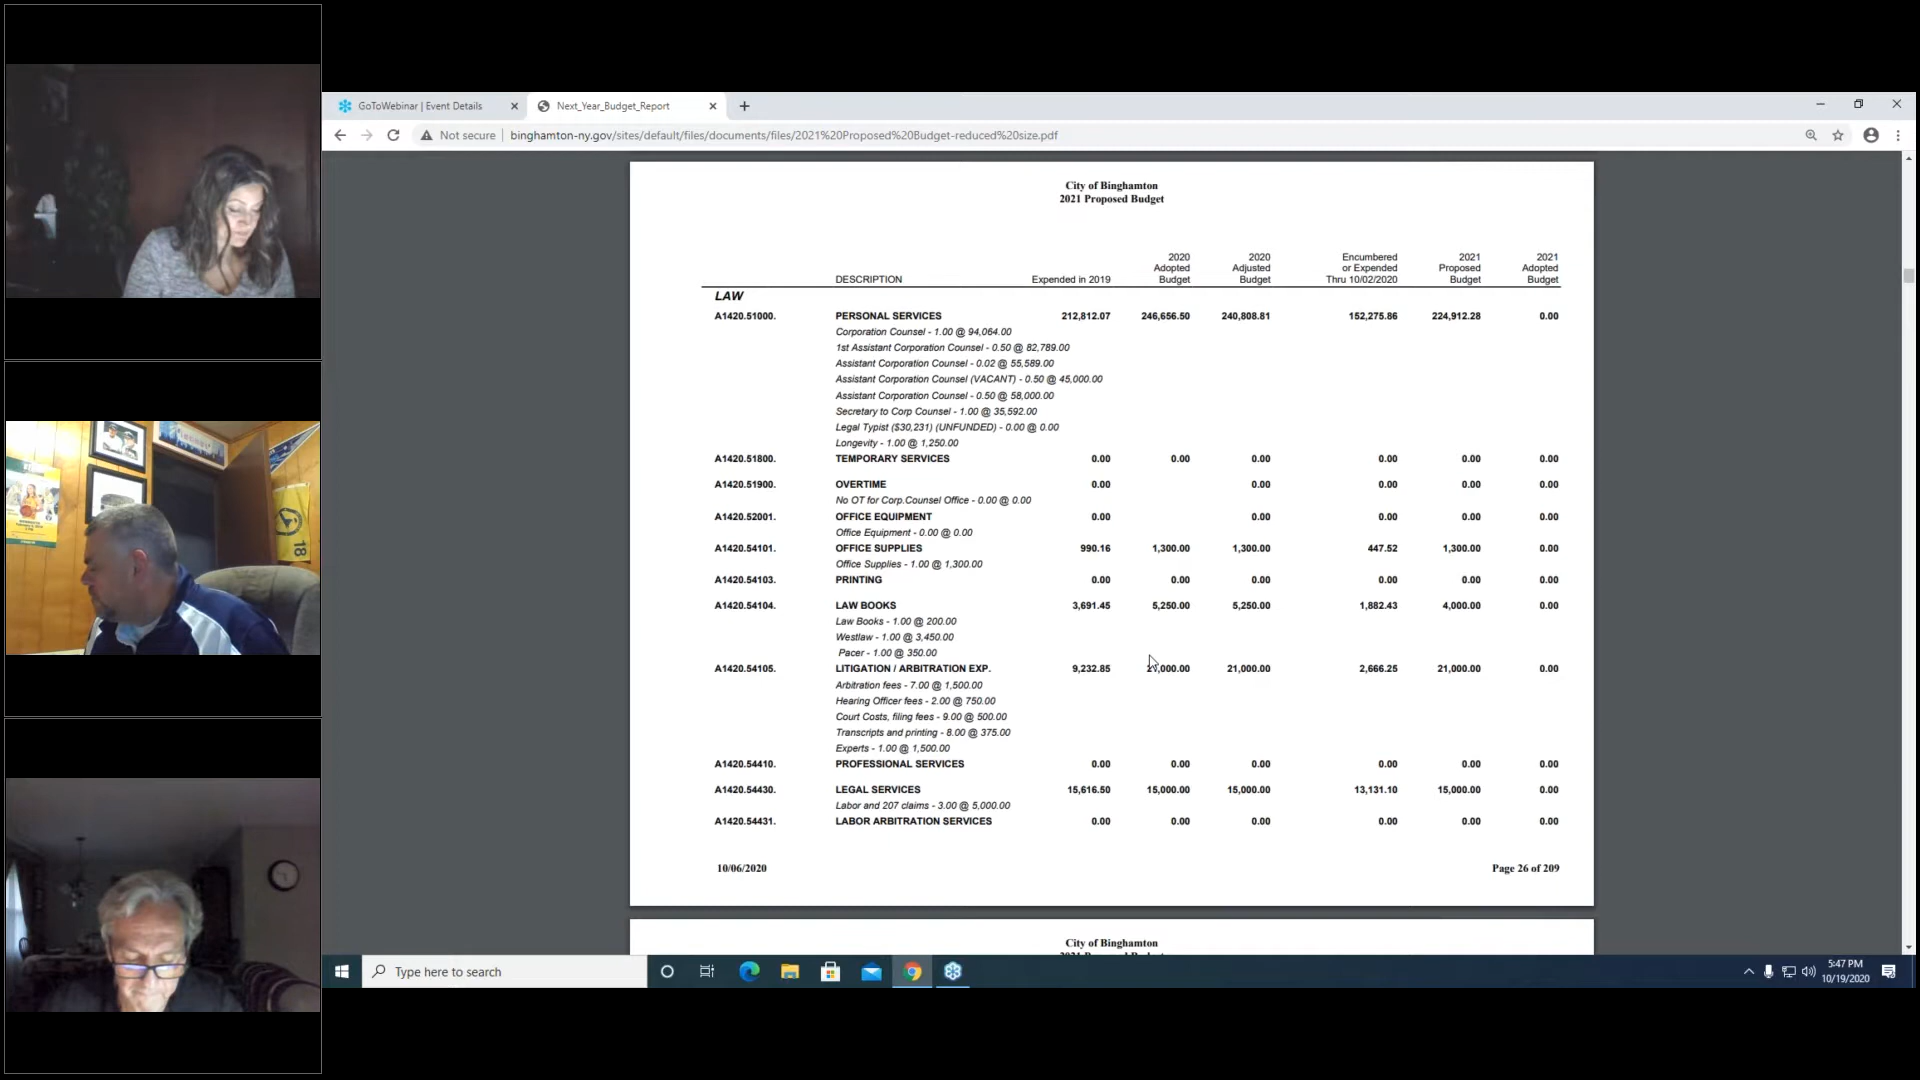 GoToWebinar | Event Details
Next_Year_Budget_Report
Not secure | binghamton-ny.gov/sites/default/files/documents/files/2021%20Proposed%20Budget-reduced%20size.pdf
City of Binghamton
2021 Proposed Budget
DESCRIPTION Expended in 2019 2020 Adopted Budget 2020 Adjusted Budget Encumbered or Expended Thru 10/02/2020 2021 Proposed Budget 2021 Adopted Budget
LAW
A1420.51000. PERSONAL SERVICES 212,812.07 246,656.50 240,808.81 152,275.86 224,912.28 0.00
Corporation Counsel - 1.00 @ 94,064.00
1st Assistant Corporation Counsel - 0.50 @ 82,789.00
Assistant Corporation Counsel - 0.02 @ 55,589.00
Assistant Corporation Counsel (VACANT) - 0.50 @ 45,000.00
Assistant Corporation Counsel - 0.50 @ 58,000.00
Secretary to Corp Counsel - 1.00 @ 35,592.00
Legal Typist ($30,231) (UNFUNDED) - 0.00 @ 0.00
Longevity - 1.00 @ 1,250.00
A1420.51800. TEMPORARY SERVICES 0.00 0.00 0.00 0.00 0.00 0.00
A1420.51900. OVERTIME 0.00 0.00 0.00 0.00 0.00
No OT for Corp.Counsel Office - 0.00 @ 0.00
A1420.52001. OFFICE EQUIPMENT 0.00 0.00 0.00 0.00 0.00
Office Equipment - 0.00 @ 0.00
A1420.54101. OFFICE SUPPLIES 990.16 1,300.00 1,300.00 447.52 1,300.00 0.00
Office Supplies - 1.00 @ 1,300.00
A1420.54103. PRINTING 0.00 0.00 0.00 0.00 0.00 0.00
A1420.54104. LAW BOOKS 3,691.45 5,250.00 5,250.00 1,882.43 4,000.00 0.00
Law Books - 1.00 @ 200.00
Westlaw - 1.00 @ 3,450.00
Pacer - 1.00 @ 350.00
A1420.54105. LITIGATION / ARBITRATION EXP. 9,232.85 21,000.00 21,000.00 2,666.25 21,000.00 0.00
Arbitration fees - 7.00 @ 1,500.00
Hearing Officer fees - 2.00 @ 750.00
Court Costs, filing fees - 9.00 @ 500.00
Transcripts and printing - 8.00 @ 375.00
Experts - 1.00 @ 1,500.00
A1420.54410. PROFESSIONAL SERVICES 0.00 0.00 0.00 0.00 0.00 0.00
A1420.54430. LEGAL SERVICES 15,616.50 15,000.00 15,000.00 13,131.10 15,000.00 0.00
Labor and 207 claims - 3.00 @ 5,000.00
A1420.54431. LABOR ARBITRATION SERVICES 0.00 0.00 0.00 0.00 0.00 0.00
10/06/2020 Page 26 of 209
City of Binghamton
Type here to search
5:47 PM
10/19/2020
18